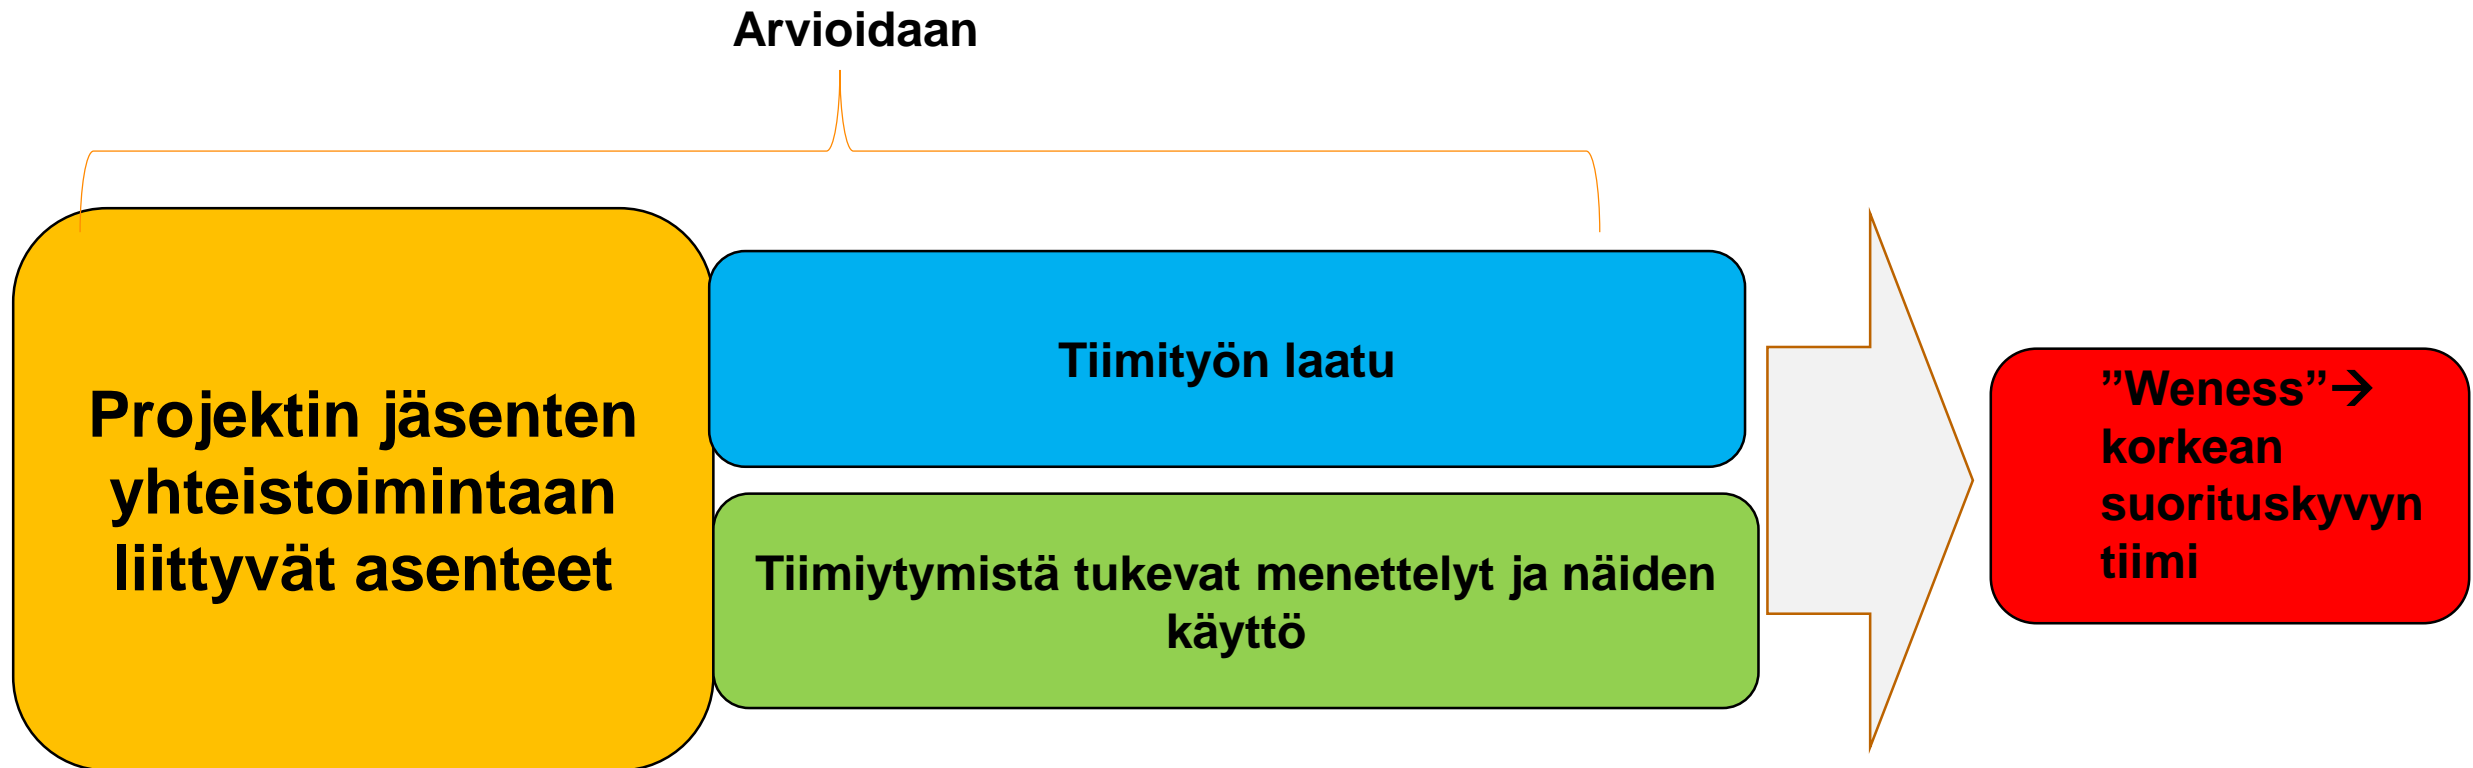 Arvioidaan
Projektin jäsenten
yhteistoimintaan
liittyvät asenteet
Tiimityön laatu
Tiimiytymistä tukevat menettelyt ja näiden
käyttö
”Weness”→
korkean
suorituskyvyn
tiimi